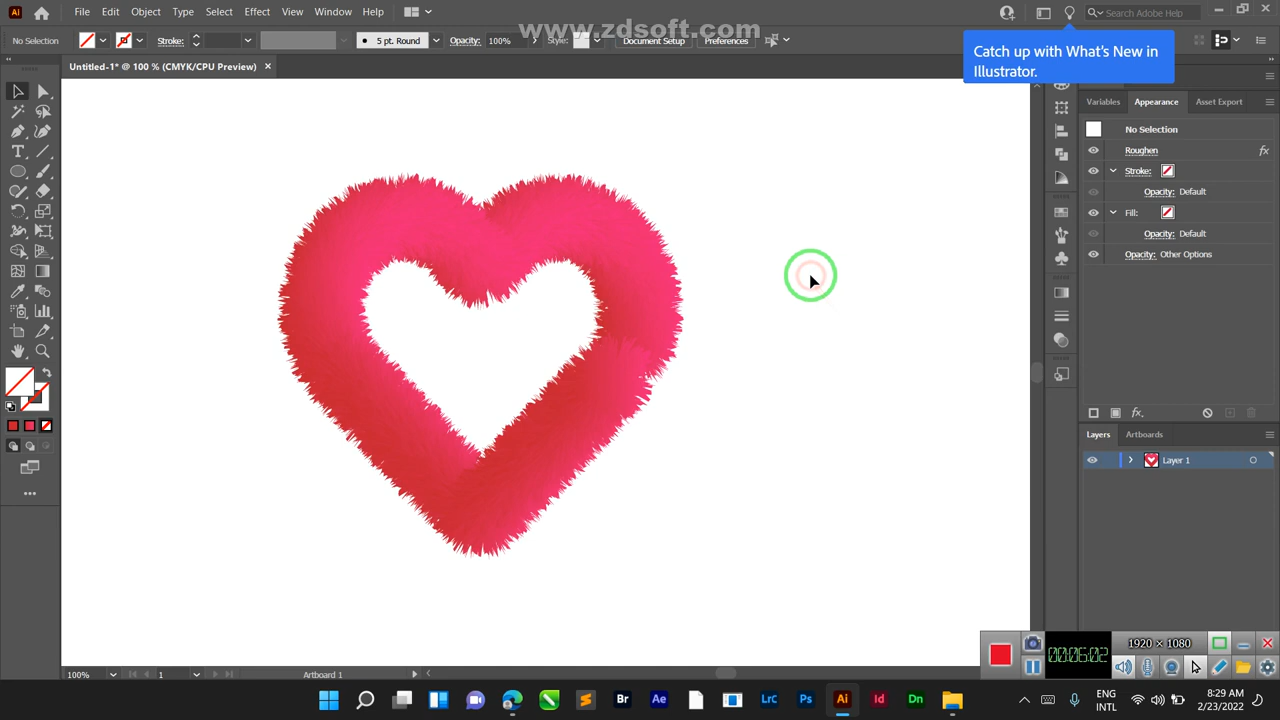 Ai File Edit Object Type Select Effect View Window Help Search Adobe Help
www.zdsoft.com
No Selection Stroke: 5 pt. Round Opacity: 100% Style: Document Setup Preferences
Catch up with What's New in
Illustrator.
Untitled-1* @ 100 % (CMYK/CPU Preview) ×
Variables Appearance Asset Export
No Selection
Roughen fx
Stroke:
Opacity: Default
Fill:
Opacity: Default
Opacity: Other Options
fx.
Layers Artboards
Layer 1
1920 × 1080
00:06:02
100% 1 Artboard 1
Br Ae Lrc Ps Ai Id Dn
ENG
INTL
8:29 AM
2/23/2022